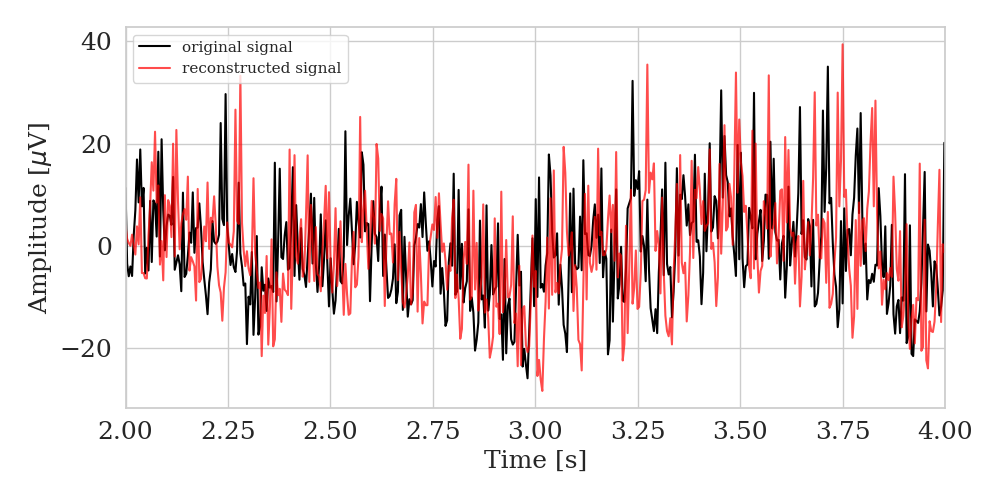 original signal
reconstructed signal
Amplitude [µV]
40
20
0
−20
2.00 2.25 2.50 2.75 3.00 3.25 3.50 3.75 4.00
Time [s]